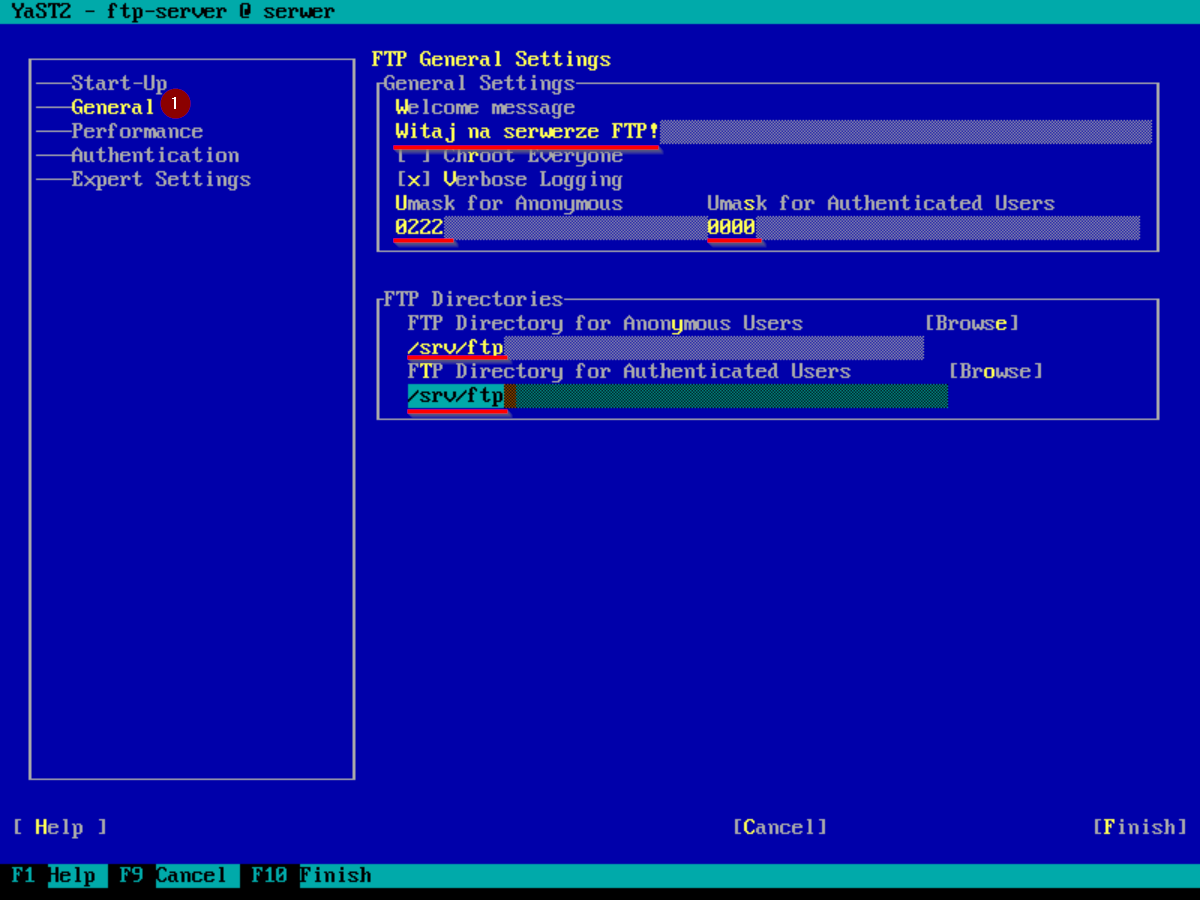 YaST2 - ftp-server @ serwer
Start-Up
General 1
Performance
Authentication
Expert Settings
FTP General Settings
General Settings
Welcome message
Witaj na serwerze FTP!
[ ] Chroot Everyone
[x] Verbose Logging
Umask for Anonymous Umask for Authenticated Users
0222 0000
FTP Directories
FTP Directory for Anonymous Users [Browse]
/srv/ftp
FTP Directory for Authenticated Users [Browse]
/srv/ftp
[ Help ] [Cancel] [Finish]
F1 Help F9 Cancel F10 Finish